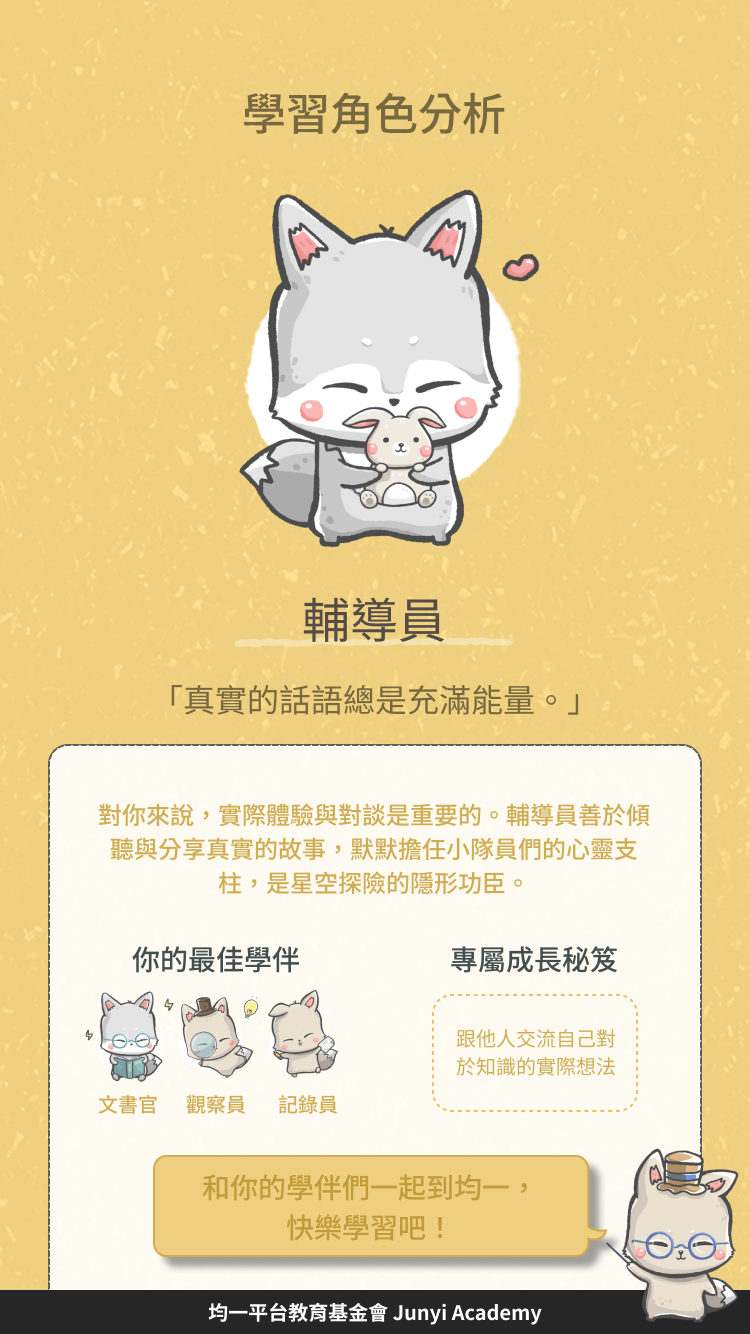 學習角色分析
輔導員
「真實的話語總是充滿能量。」
對你來說，實際體驗與對談是重要的。輔導員善於傾
聽與分享真實的故事，默默擔任小隊員們的心靈支
柱，是星空探險的隱形功臣。
你的最佳學伴
文書官 觀察員 記錄員
專屬成長秘笈
跟他人交流自己對
於知識的實際想法
和你的學伴們一起到均一，
快樂學習吧！
均一平台教育基金會 Junyi Academy